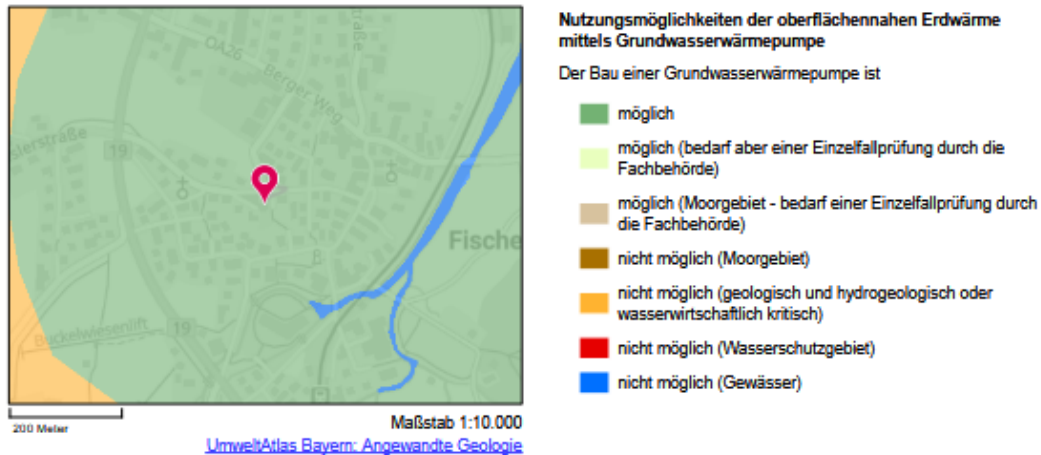 Nutzungsmöglichkeiten der oberflächennahen Erdwärme
mittels Grundwasserwärmepumpe
Der Bau einer Grundwasserwärmepumpe ist
möglich
möglich (bedarf aber einer Einzelfallprüfung durch die
Fachbehörde)
möglich (Moorgebiet - bedarf einer Einzelfallprüfung durch
die Fachbehörde)
nicht möglich (Moorgebiet)
nicht möglich (geologisch und hydrogeologisch oder
wasserwirtschaftlich kritisch)
nicht möglich (Wasserschutzgebiet)
nicht möglich (Gewässer)
OA26
Berger Weg
straße
slerstraße
19
Fische
Buckelwiesenlift
19
200 Meter
Maßstab 1:10.000
UmweltAtlas Bayern: Angewandte Geologie